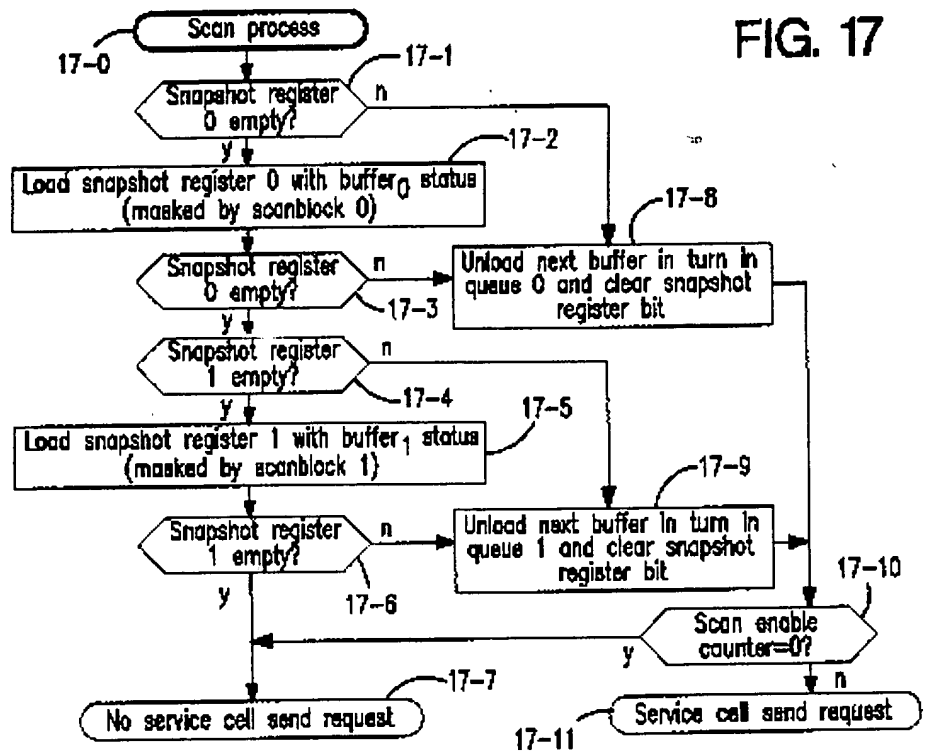 FIG. 17
Scan process
17-0
17-1
Snapshot register
0 empty?
n
y
17-2
Load snapshot register 0 with buffer0 status
(masked by scanblock 0)
17-8
Snapshot register
0 empty?
n
17-3
Unload next buffer in turn in
queue 0 and clear snapshot
register bit
y
Snapshot register
1 empty?
n
17-4
y
17-5
Load snapshot register 1 with buffer1 status
(masked by scanblock 1)
17-9
Snapshot register
1 empty?
n
17-6
Unload next buffer in turn in
queue 1 and clear snapshot
register bit
y
17-10
Scan enable
counter=0?
y
n
17-7
No service cell send request
Service cell send request
17-11